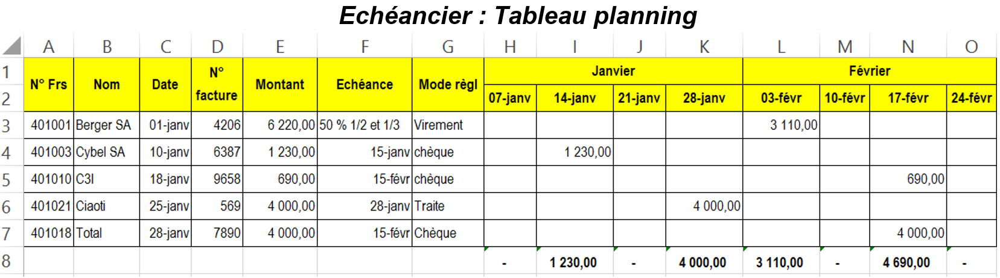 Echéancier : Tableau planning
A B C D E F G H I J K L M N O
1 N° Frs Nom Date N° facture Montant Echéance Mode règl Janvier Février
2 07-janv 14-janv 21-janv 28-janv 03-févr 10-févr 17-févr 24-févr
3 401001 Berger SA 01-janv 4206 6 220,00 50 % 1/2 et 1/3 Virement 3 110,00
4 401003 Cybel SA 10-janv 6387 1 230,00 15-janv chèque 1 230,00
5 401010 C3I 18-janv 9658 690,00 15-févr chèque 690,00
6 401021 Ciaoti 25-janv 569 4 000,00 28-janv Traite 4 000,00
7 401018 Total 28-janv 7890 4 000,00 15-févr Chèque 4 000,00
8 - 1 230,00 - 4 000,00 3 110,00 - 4 690,00 -